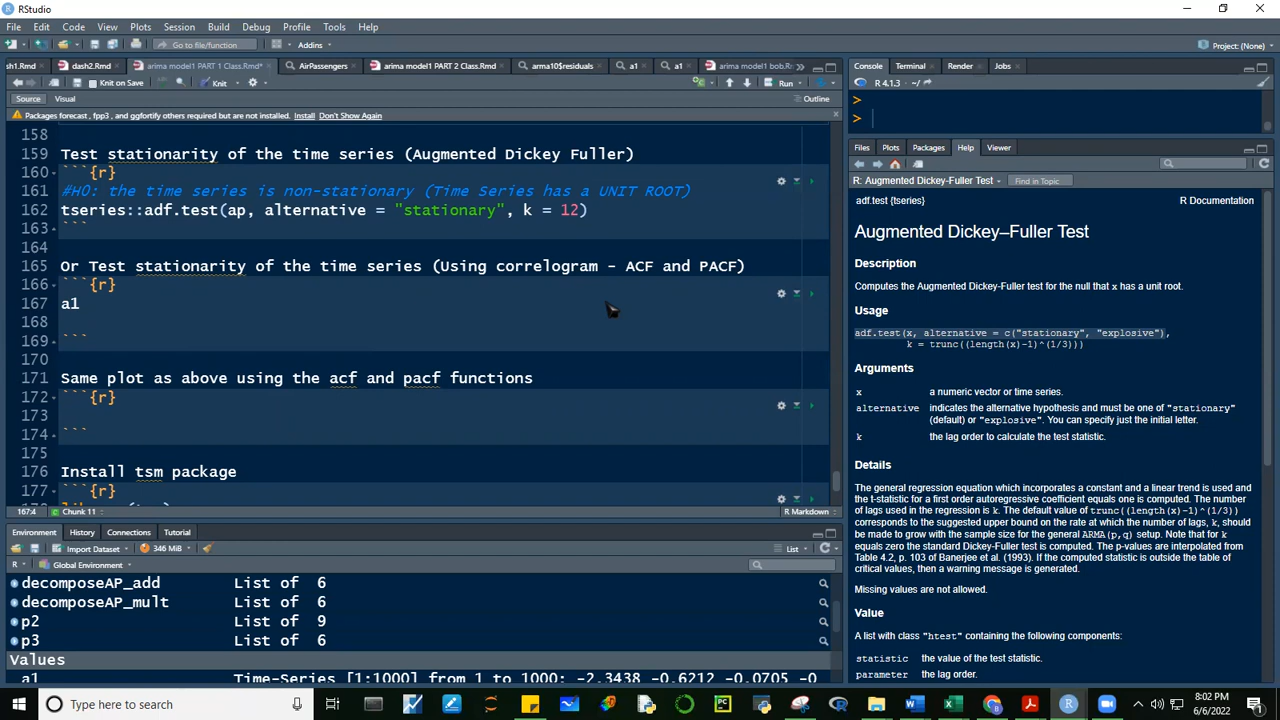 RStudio
File Edit Code View Plots Session Build Debug Profile Tools Help
Go to file/function Addins Project: (None)
sh1.Rmd dash2.Rmd arima model1 PART 1 Class.Rmd* AirPassengers arima model1 PART 2 Class.Rmd arma10$residuals a1 a1 arima model1 bob.Rmd
Knit on Save Knit Run
Source Visual Outline
Packages forecast, fpp3, and ggfortify others required but are not installed. Install Don't Show Again
158
159 Test stationarity of the time series (Augmented Dickey Fuller)
160 ```{r}
161 #H0: the time series is non-stationary (Time Series has a UNIT ROOT)
162 tseries::adf.test(ap, alternative = "stationary", k = 12)
163 ```
164
165 Or Test stationarity of the time series (Using correlogram - ACF and PACF)
166 ```{r}
167 a1
168
169 ```
170
171 Same plot as above using the acf and pacf functions
172 ```{r}
173
174 ```
175
176 Install tsm package
177 ```{r}
167:4 Chunk 11 R Markdown
Environment History Connections Tutorial
Import Dataset 346 MiB List
R Global Environment
decomposeAP_add List of 6
decomposeAP_mult List of 6
p2 List of 9
p3 List of 6
Values
a1 Time-Series [1:1000] from 1 to 1000: -2.3438 -0.6212 -0.0705 -0
Console Terminal Render Jobs
R 4.1.3 · ~/
>
>
Files Plots Packages Help Viewer
R: Augmented Dickey-Fuller Test Find in Topic
adf.test {tseries} R Documentation
Augmented Dickey–Fuller Test
Description
Computes the Augmented Dickey-Fuller test for the null that x has a unit root.
Usage
adf.test(x, alternative = c("stationary", "explosive"),
k = trunc((length(x)-1)^(1/3)))
Arguments
x a numeric vector or time series.
alternative indicates the alternative hypothesis and must be one of "stationary"
(default) or "explosive". You can specify just the initial letter.
k the lag order to calculate the test statistic.
Details
The general regression equation which incorporates a constant and a linear trend is used and
the t-statistic for a first order autoregressive coefficient equals one is computed. The number
of lags used in the regression is k. The default value of trunc((length(x)-1)^(1/3))
corresponds to the suggested upper bound on the rate at which the number of lags, k, should
be made to grow with the sample size for the general ARMA(p,q) setup. Note that for k
equals zero the standard Dickey-Fuller test is computed. The p-values are interpolated from
Table 4.2, p. 103 of Banerjee et al. (1993). If the computed statistic is outside the table of
critical values, then a warning message is generated.
Missing values are not allowed.
Value
A list with class "htest" containing the following components:
statistic the value of the test statistic.
parameter the lag order.
Type here to search
8:02 PM
6/6/2022